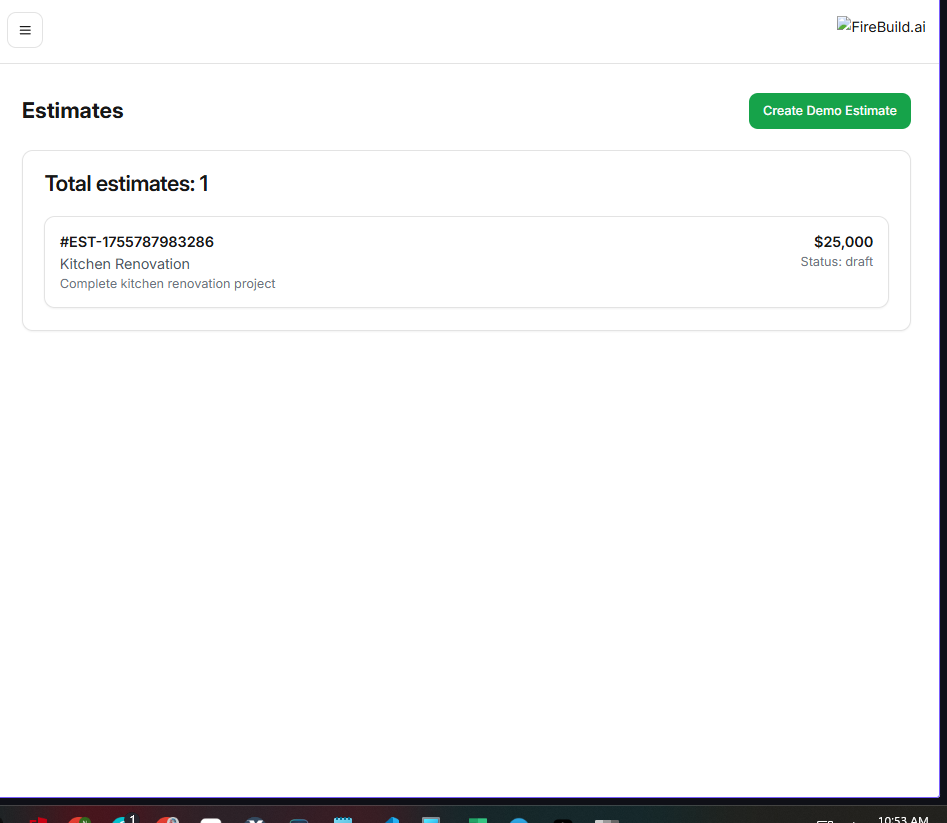 FireBuild.ai
Estimates
Create Demo Estimate
Total estimates: 1
#EST-1755787983286
$25,000
Kitchen Renovation
Status: draft
Complete kitchen renovation project
1
10:53 AM